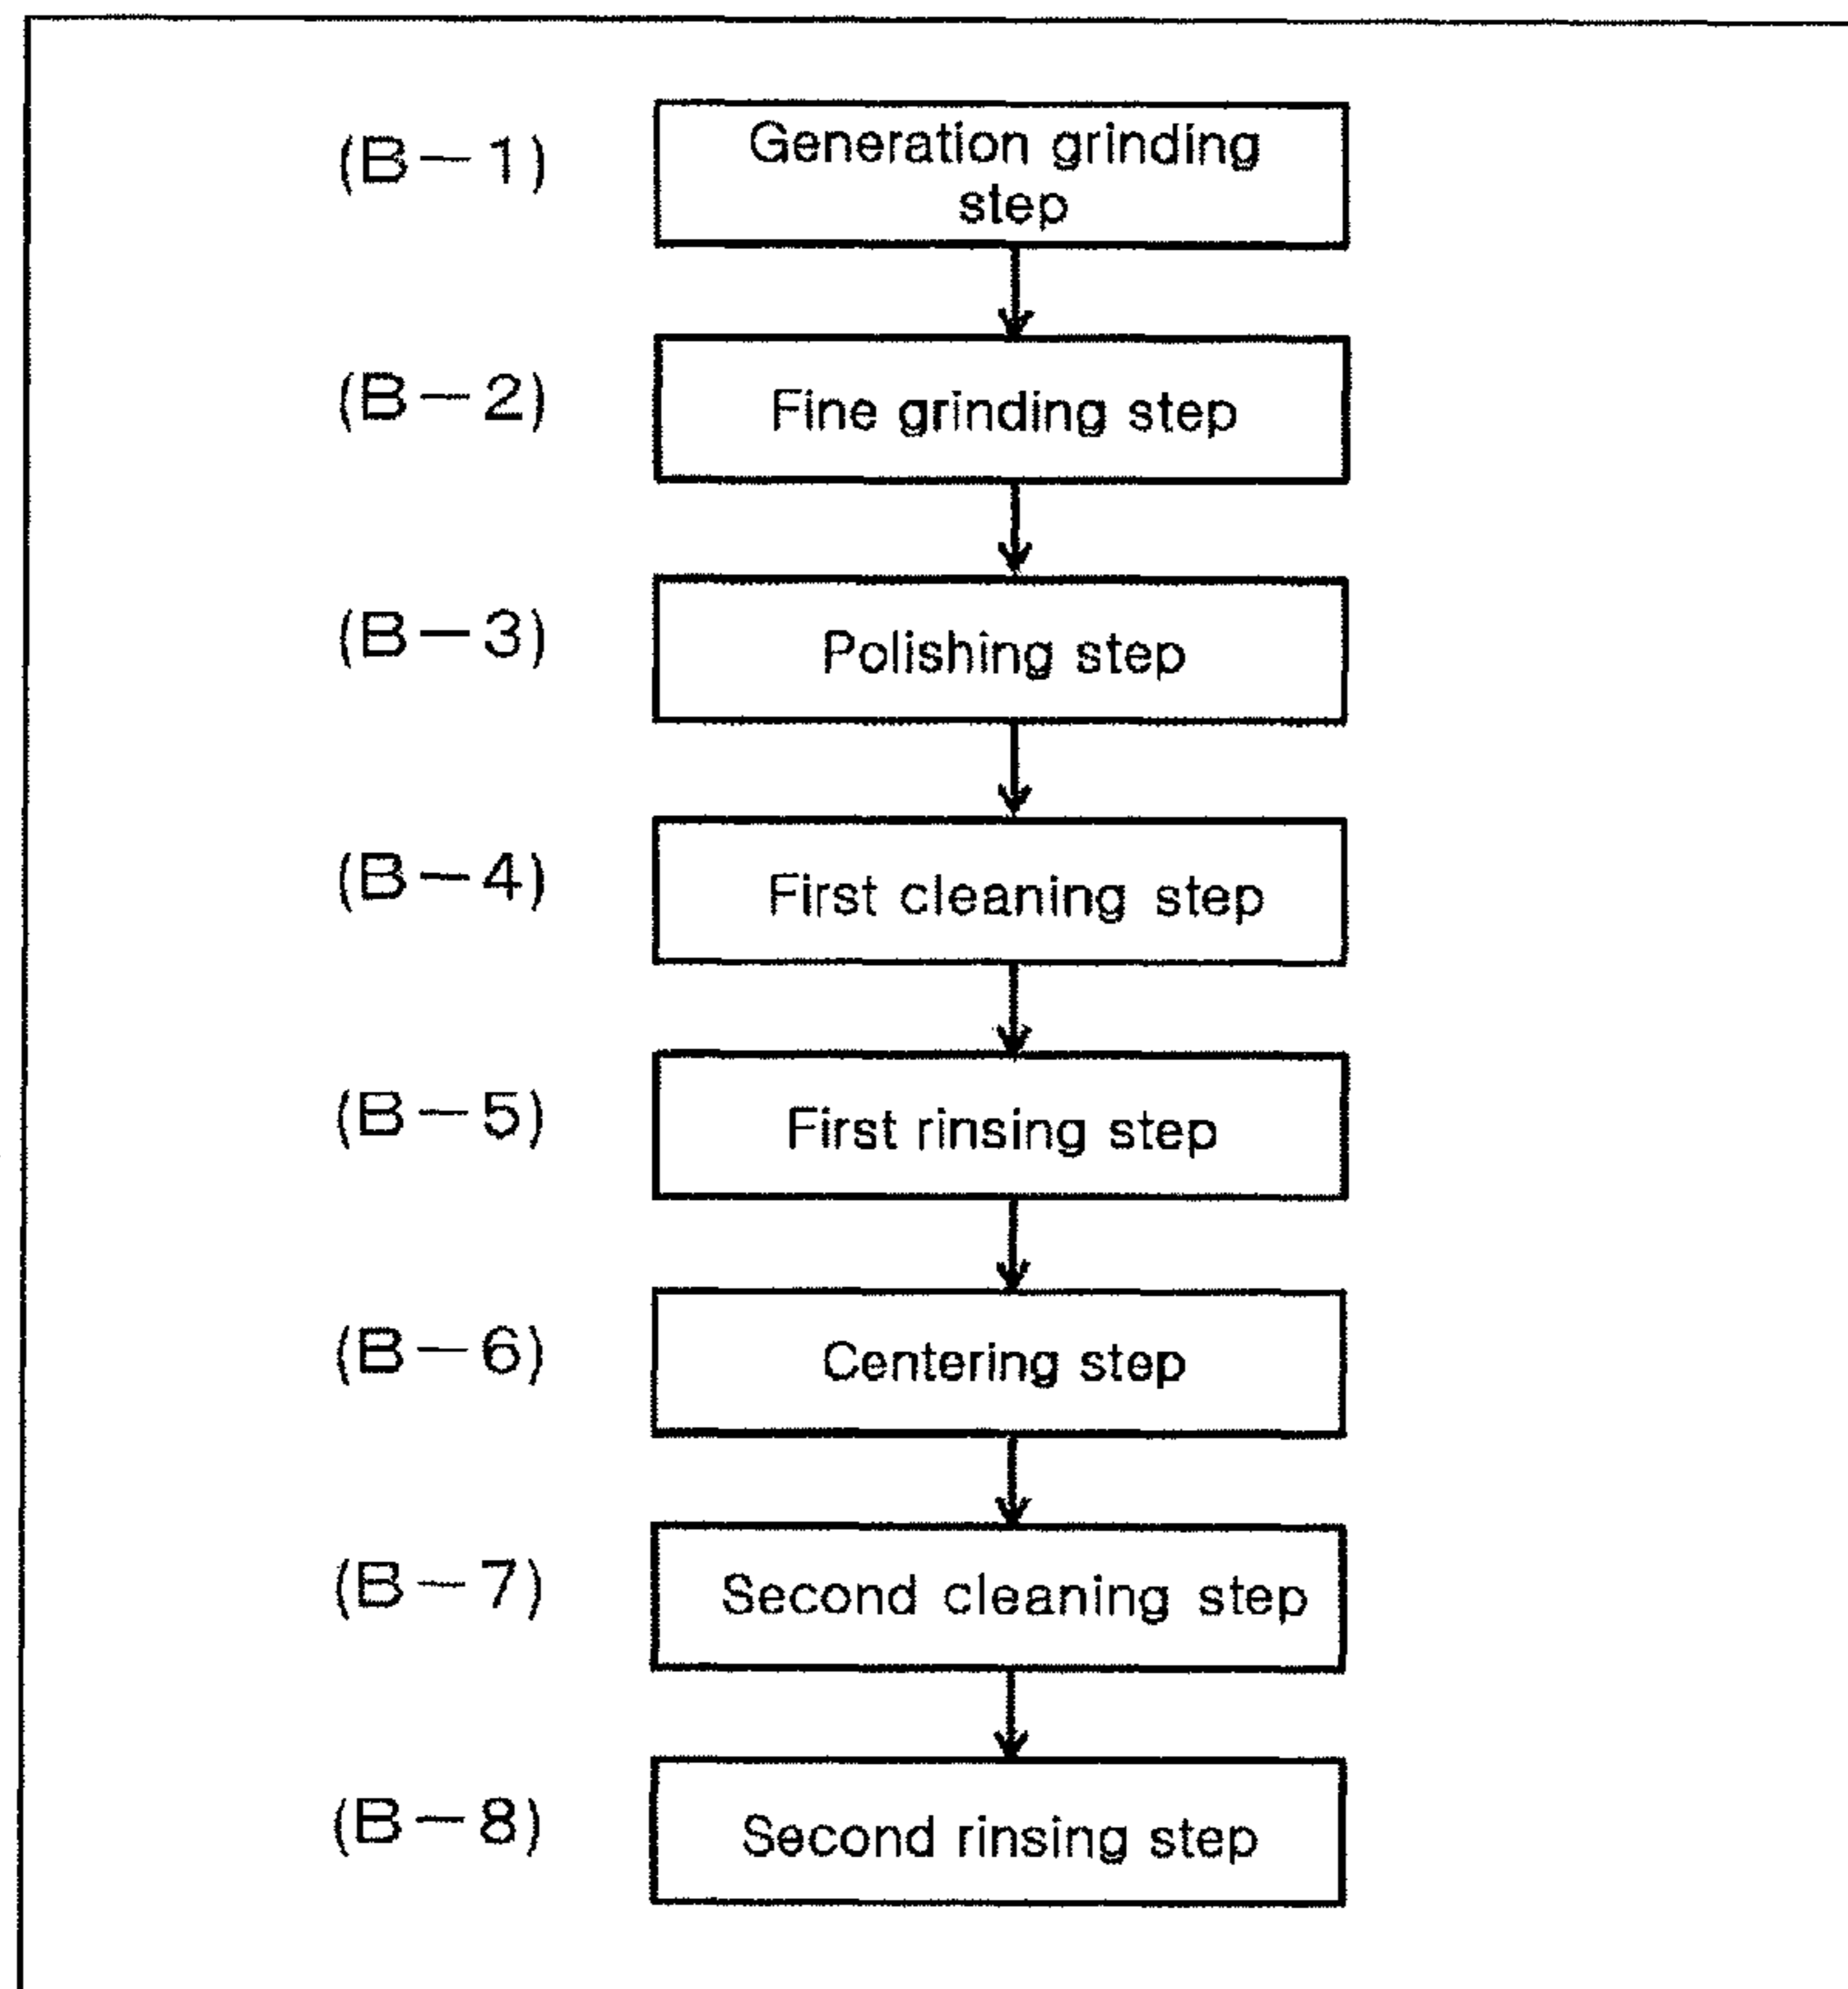 (B-1)
Generation grinding
step
(B-2)
Fine grinding step
(B-3)
Polishing step
(B-4)
First cleaning step
(B-5)
First rinsing step
(B-6)
Centering step
(B-7)
Second cleaning step
(B-8)
Second rinsing step